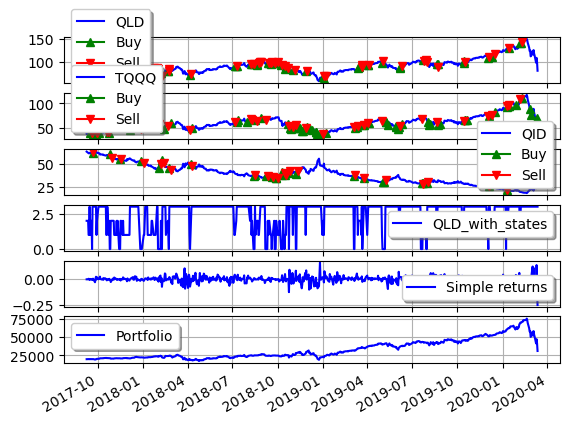 QLD
Buy
Sell
150
100
TQQQ
Buy
Sell
100
50
QID
Buy
Sell
50
25
2.5
0.0
QLD_with_states
0.00
−0.25
Simple returns
75000
50000
25000
Portfolio
2017-10 2018-01 2018-04 2018-07 2018-10 2019-01 2019-04 2019-07 2019-10 2020-01 2020-04